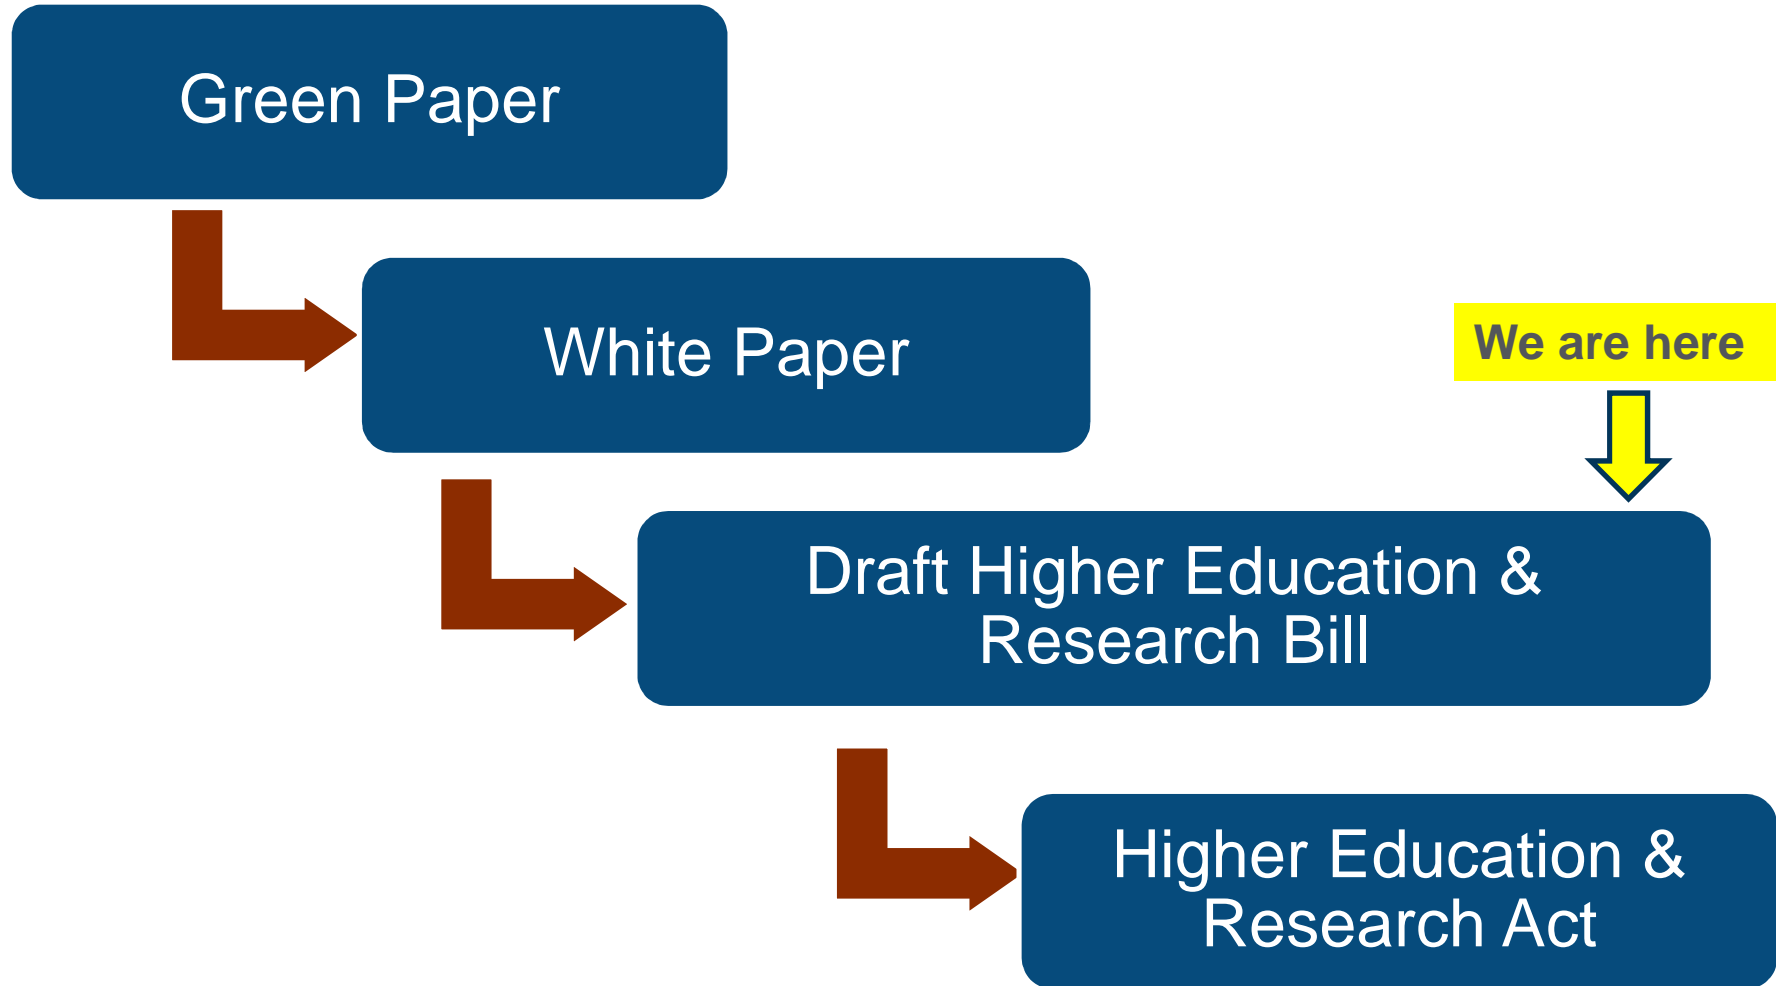 Green Paper
White Paper
We are here
Draft Higher Education &
Research Bill
Higher Education &
Research Act